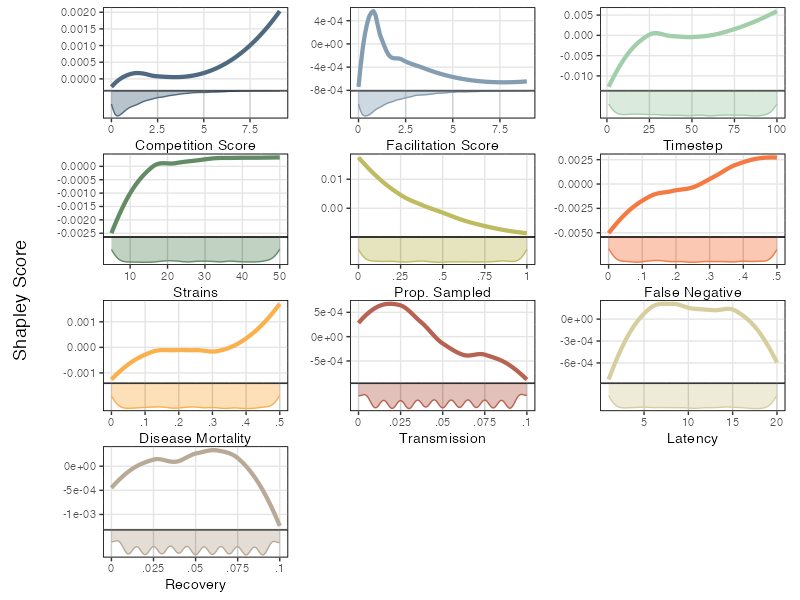 0.0020
0.0015
0.0010
0.0005
0.0000
0 2.5 5 7.5
Competition Score
4e-04
0e+00
-4e-04
-8e-04
0 2.5 5 7.5
Facilitation Score
0.005
0.000
-0.005
-0.010
0 25 50 75 100
Timestep
0.0000
-0.0005
-0.0010
-0.0015
-0.0020
-0.0025
10 20 30 40 50
Strains
0.01
0.00
0 .25 .5 .75 1
Prop. Sampled
0.0025
0.0000
-0.0025
-0.0050
0 .1 .2 .3 .4 .5
False Negative
Shapley Score
0.001
0.000
-0.001
0 .1 .2 .3 .4 .5
Disease Mortality
5e-04
0e+00
-5e-04
0 .025 .05 .075 .1
Transmission
0e+00
-3e-04
-6e-04
5 10 15 20
Latency
0e+00
-5e-04
-1e-03
0 .025 .05 .075 .1
Recovery